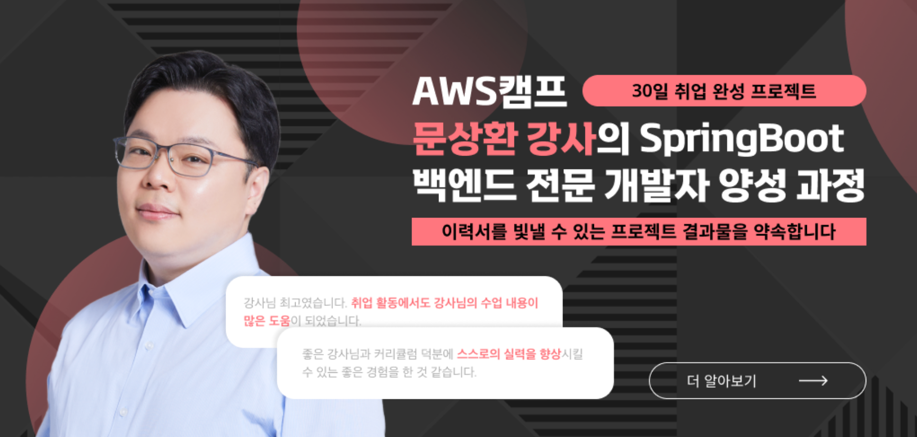 AWS캠프 30일 취업 완성 프로젝트
문상환 강사의 SpringBoot
백엔드 전문 개발자 양성 과정
이력서를 빛낼 수 있는 프로젝트 결과물을 약속합니다
강사님 최고였습니다. 취업 활동에서도 강사님의 수업 내용이
많은 도움이 되었습니다.
좋은 강사님과 커리큘럼 덕분에 스스로의 실력을 향상시킬
수 있는 좋은 경험을 한 것 같습니다.
더 알아보기